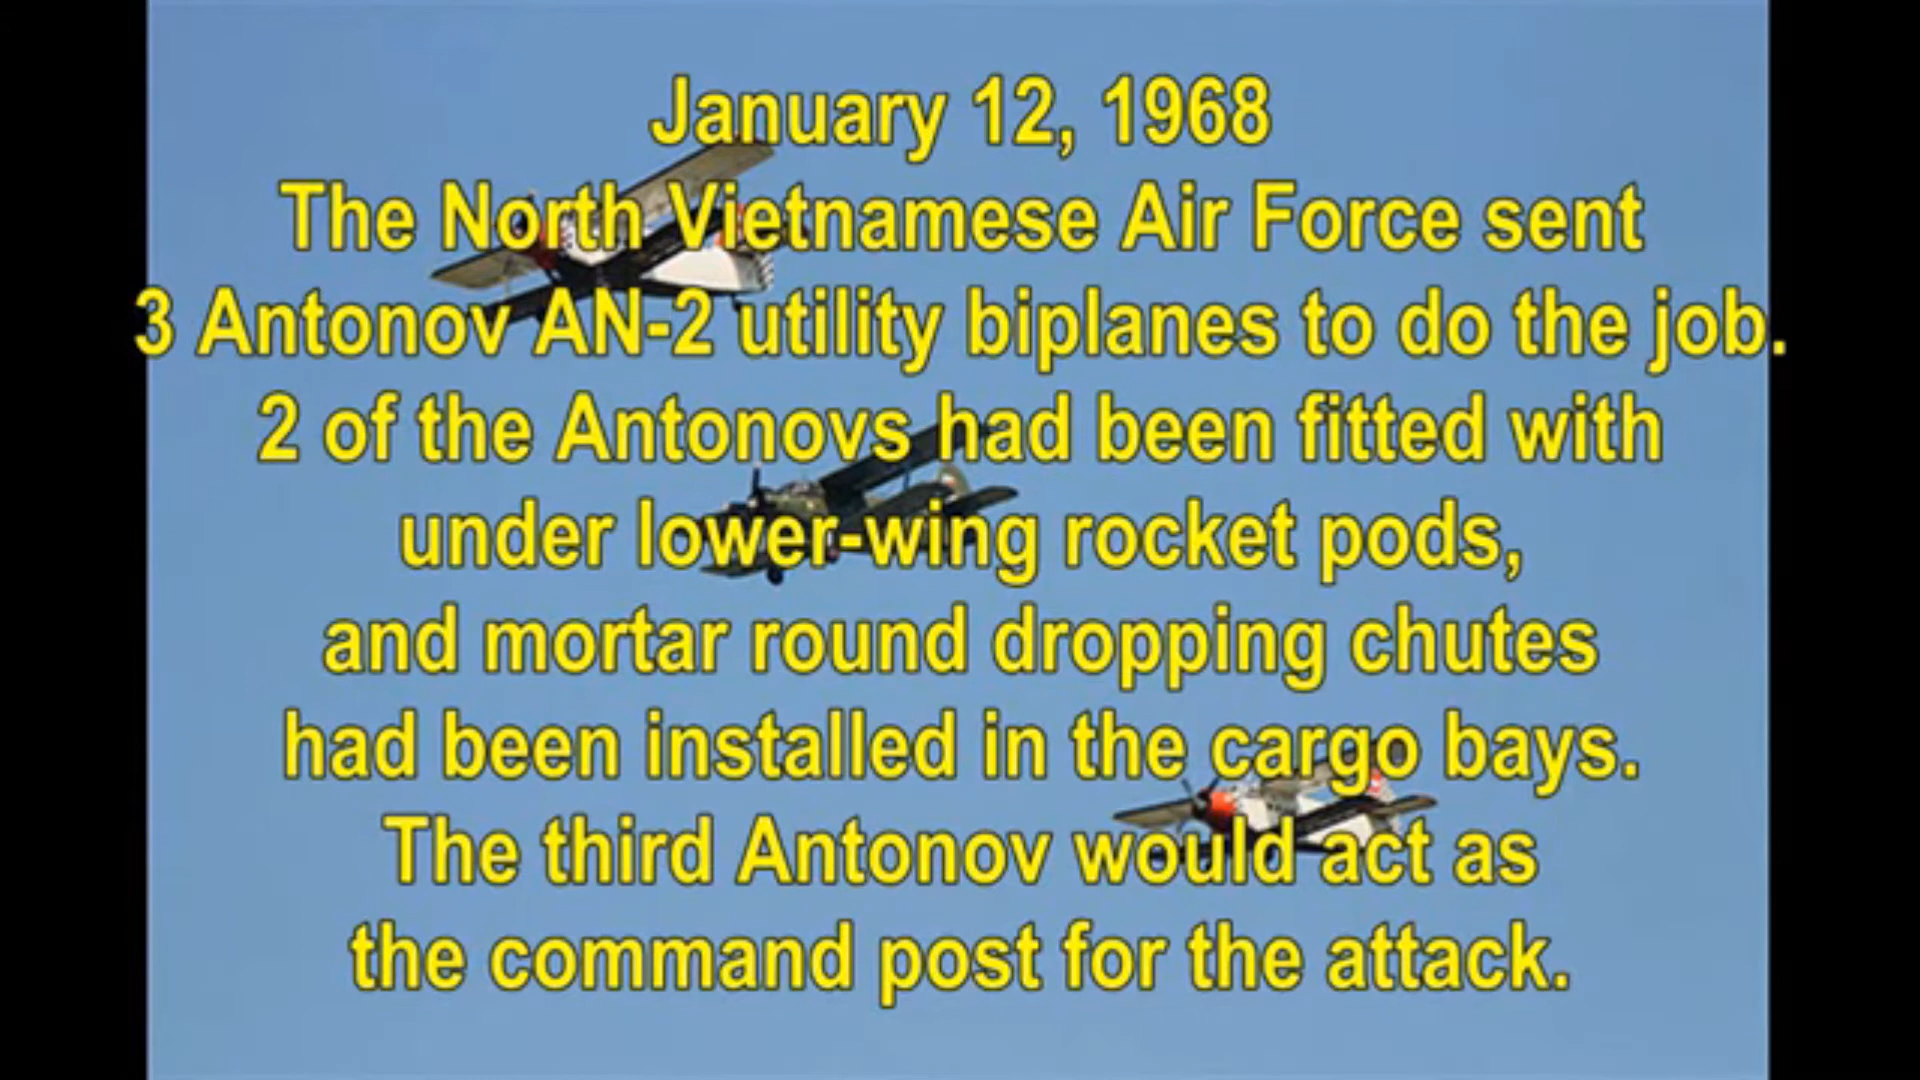 January 12, 1968
The North Vietnamese Air Force sent
3 Antonov AN-2 utility biplanes to do the job.
2 of the Antonovs had been fitted with
under lower-wing rocket pods,
and mortar round dropping chutes
had been installed in the cargo bays.
The third Antonov would act as
the command post for the attack.